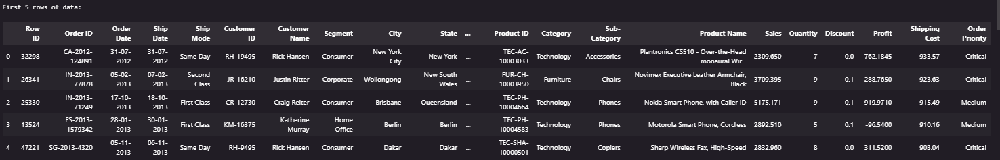 First 5 rows of data:
Row ID Order ID Order Date Ship Date Ship Mode Customer ID Customer Name Segment City State ... Product ID Category Sub-Category Product Name Sales Quantity Discount Profit Shipping Cost Order Priority
0 32298 CA-2012-124891 31-07-2012 31-07-2012 Same Day RH-19495 Rick Hansen Consumer New York City New York ... TEC-AC-10003033 Technology Accessories Plantronics CS510 - Over-the-Head monaural Wir... 2309.650 7 0.0 762.1845 933.57 Critical
1 26341 IN-2013-77878 05-02-2013 07-02-2013 Second Class JR-16210 Justin Ritter Corporate Wollongong New South Wales ... FUR-CH-10003950 Furniture Chairs Novimex Executive Leather Armchair, Black 3709.395 9 0.1 -288.7650 923.63 Critical
2 25330 IN-2013-71249 17-10-2013 18-10-2013 First Class CR-12730 Craig Reiter Consumer Brisbane Queensland ... TEC-PH-10004664 Technology Phones Nokia Smart Phone, with Caller ID 5175.171 9 0.1 919.9710 915.49 Medium
3 13524 ES-2013-1579342 28-01-2013 30-01-2013 First Class KM-16375 Katherine Murray Home Office Berlin Berlin ... TEC-PH-10004583 Technology Phones Motorola Smart Phone, Cordless 2892.510 5 0.1 -96.5400 910.16 Medium
4 47221 SG-2013-4320 05-11-2013 06-11-2013 Same Day RH-9495 Rick Hansen Consumer Dakar Dakar ... TEC-SHA-10000501 Technology Copiers Sharp Wireless Fax, High-Speed 2832.960 8 0.0 311.5200 903.04 Critical